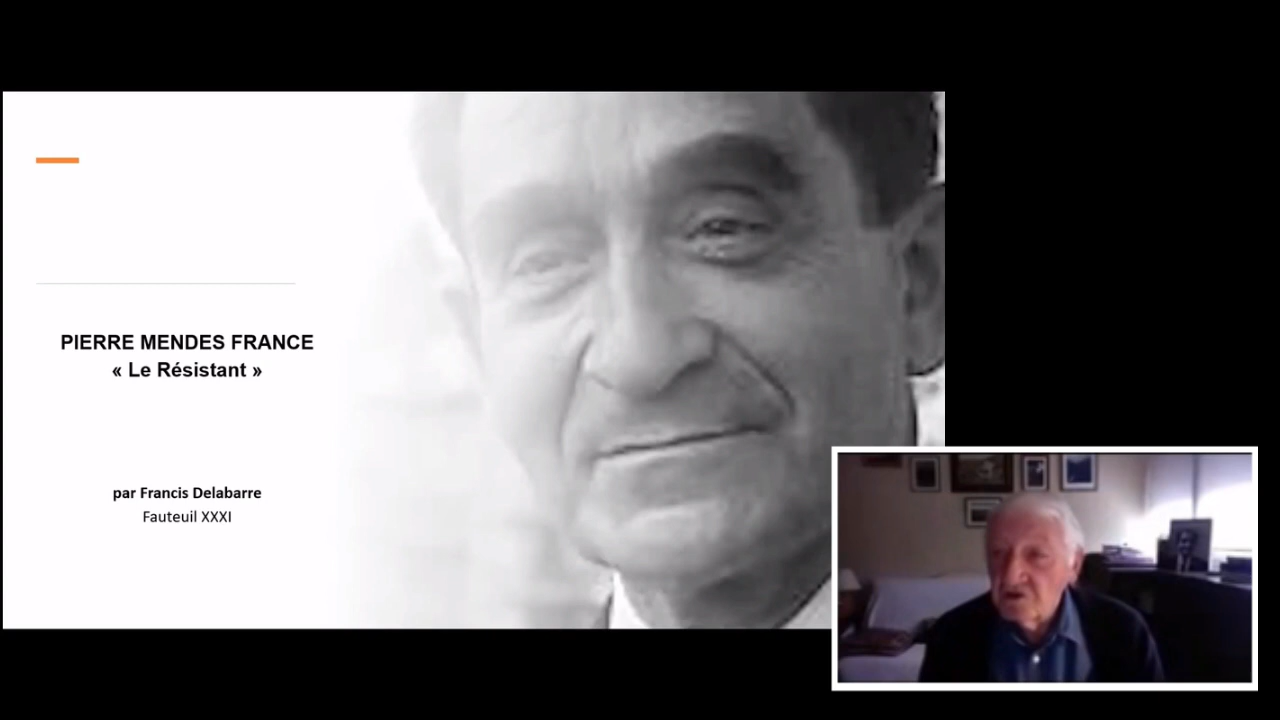 PIERRE MENDES FRANCE
« Le Résistant »
par Francis Delabarre
Fauteuil XXXI